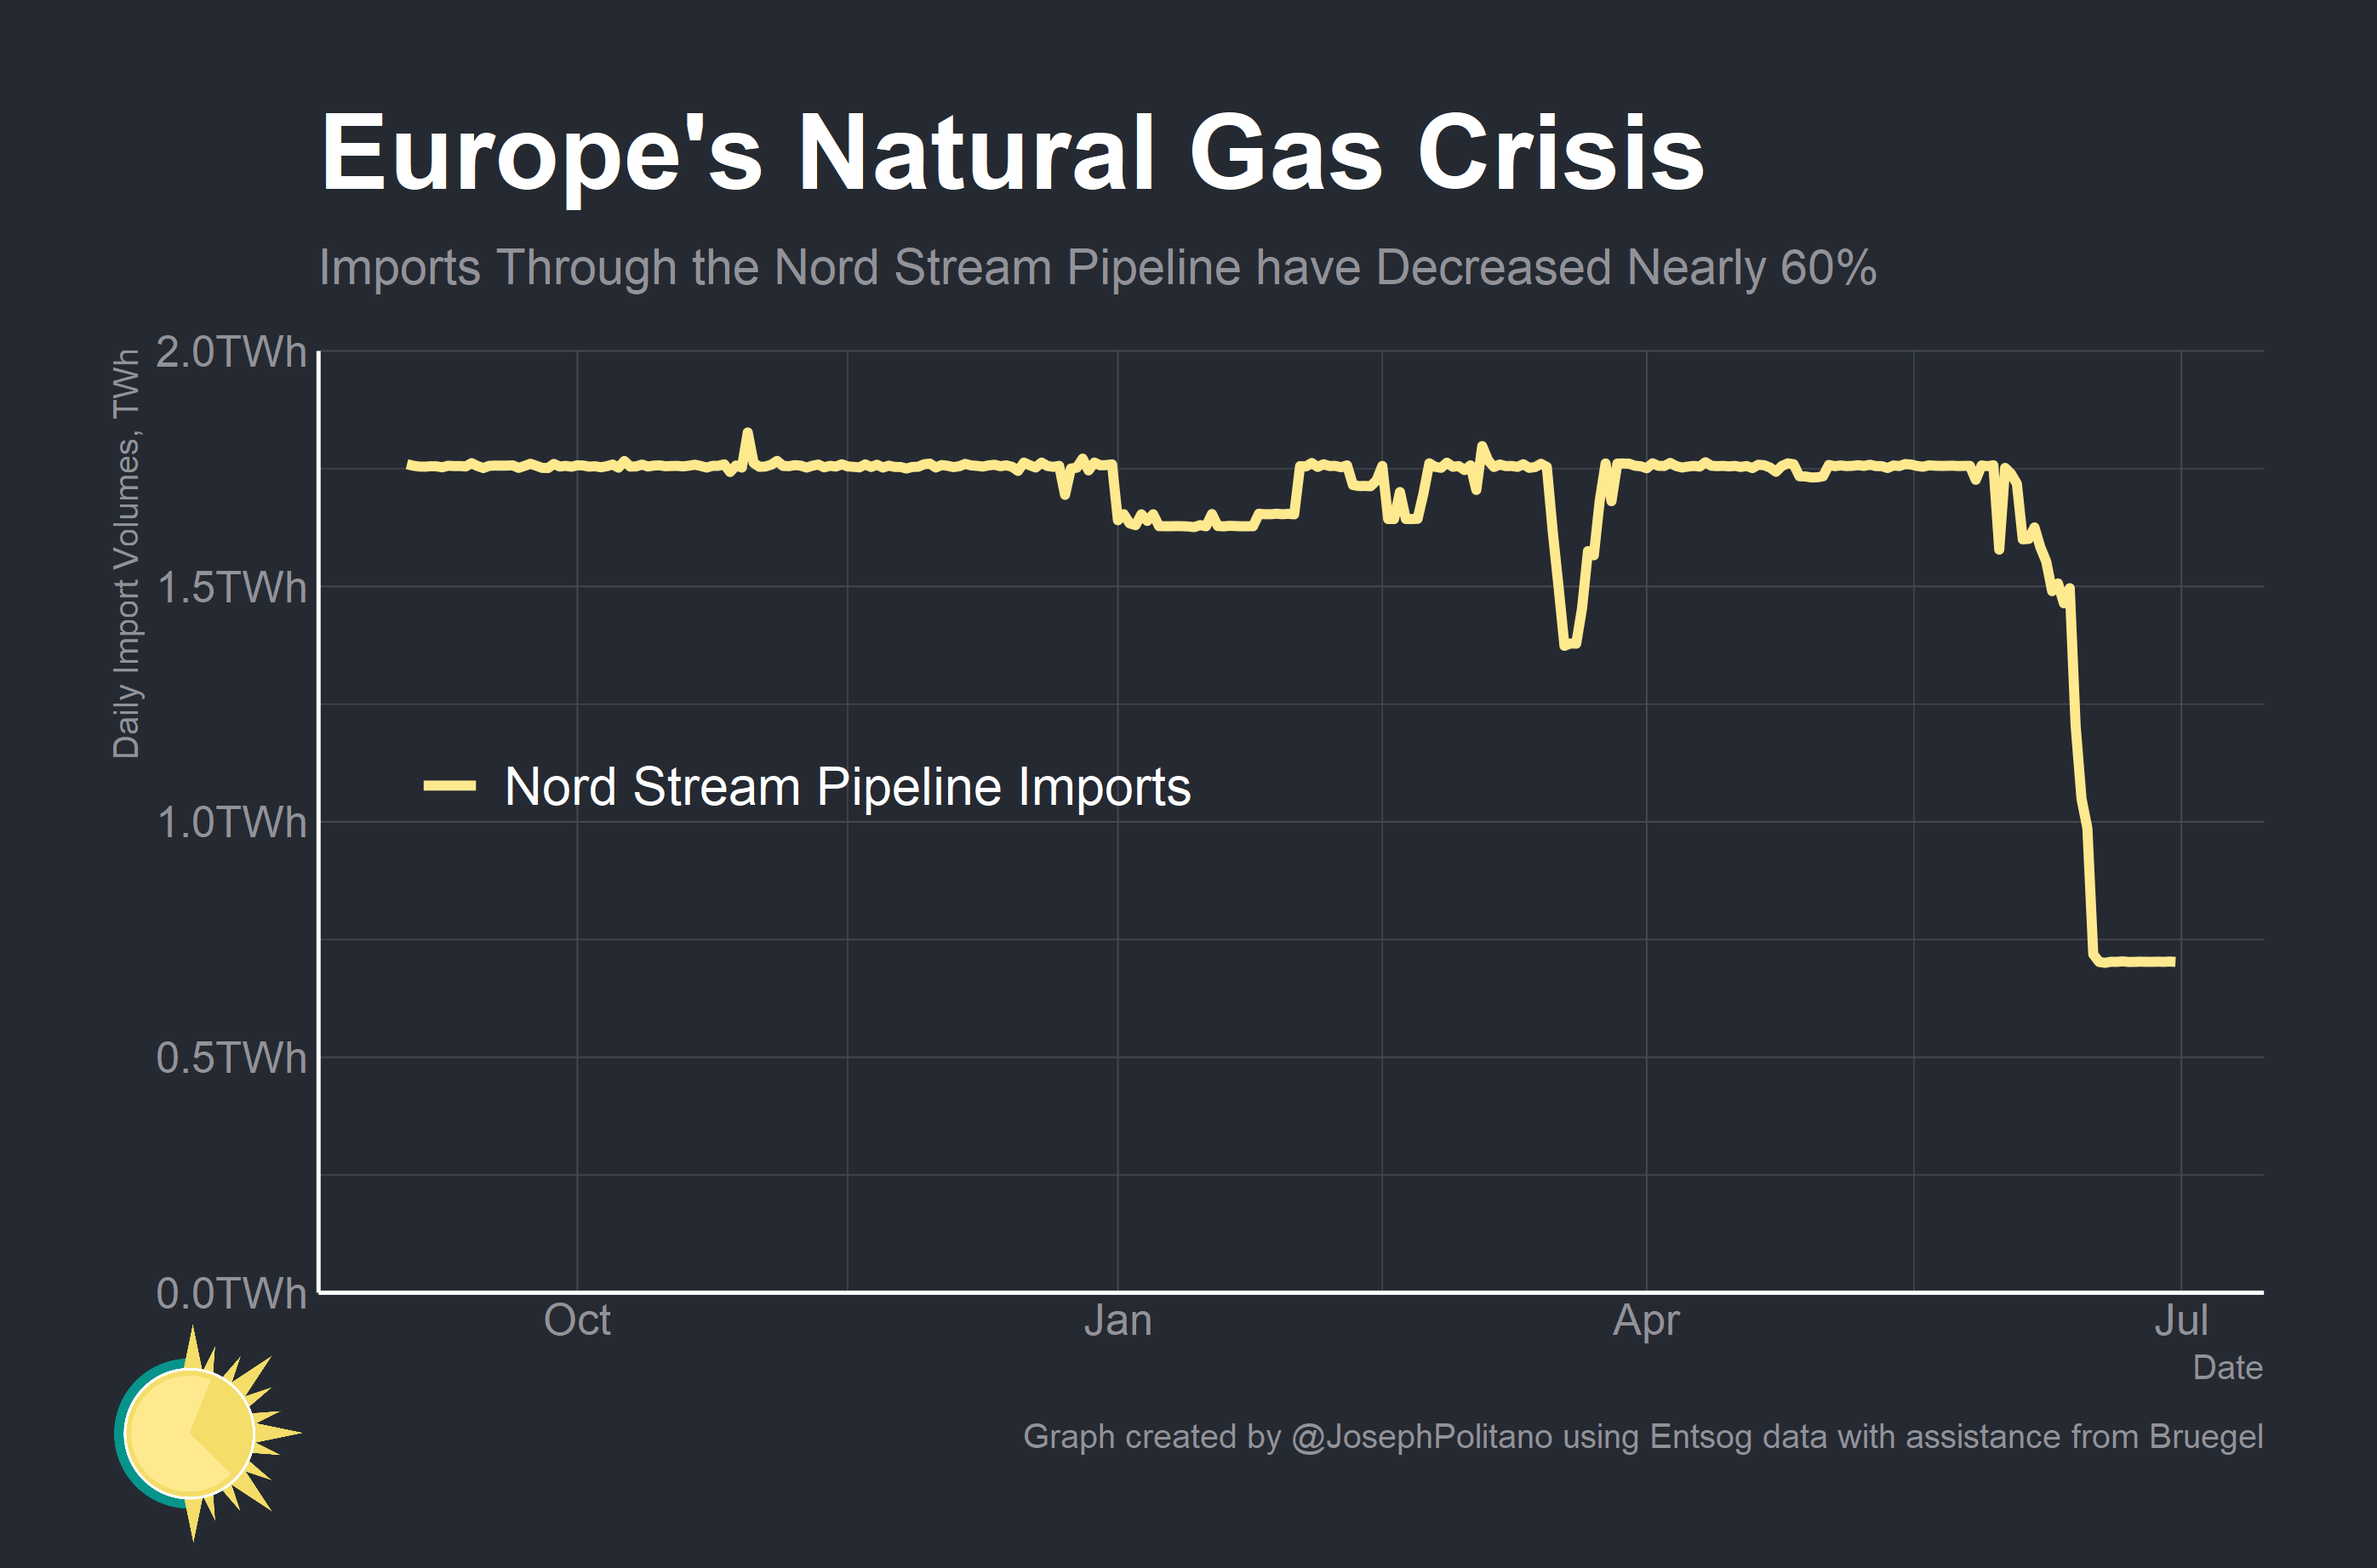 Europe's Natural Gas Crisis
Imports Through the Nord Stream Pipeline have Decreased Nearly 60%
Daily Import Volumes, TWh
2.0TWh
1.5TWh
1.0TWh
0.5TWh
0.0TWh
Nord Stream Pipeline Imports
Oct Jan Apr Jul
Date
Graph created by @JosephPolitano using Entsog data with assistance from Bruegel